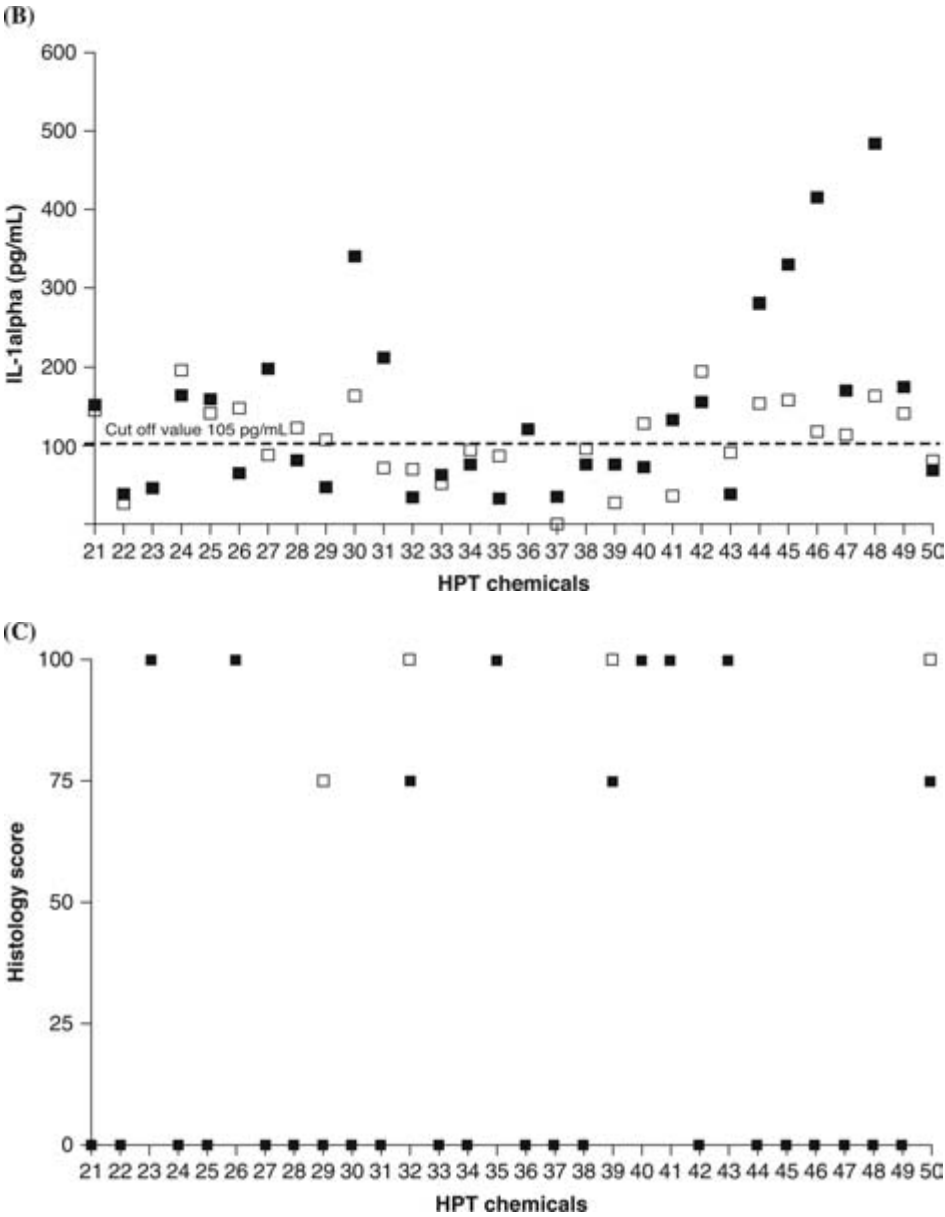 (B)
600
500
400
300
200
100
IL-1alpha (pg/mL)
Cut off value 105 pg/mL
21 22 23 24 25 26 27 28 29 30 31 32 33 34 35 36 37 38 39 40 41 42 43 44 45 46 47 48 49 50
HPT chemicals
(C)
100
75
50
25
0
Histology score
21 22 23 24 25 26 27 28 29 30 31 32 33 34 35 36 37 38 39 40 41 42 43 44 45 46 47 48 49 50
HPT chemicals